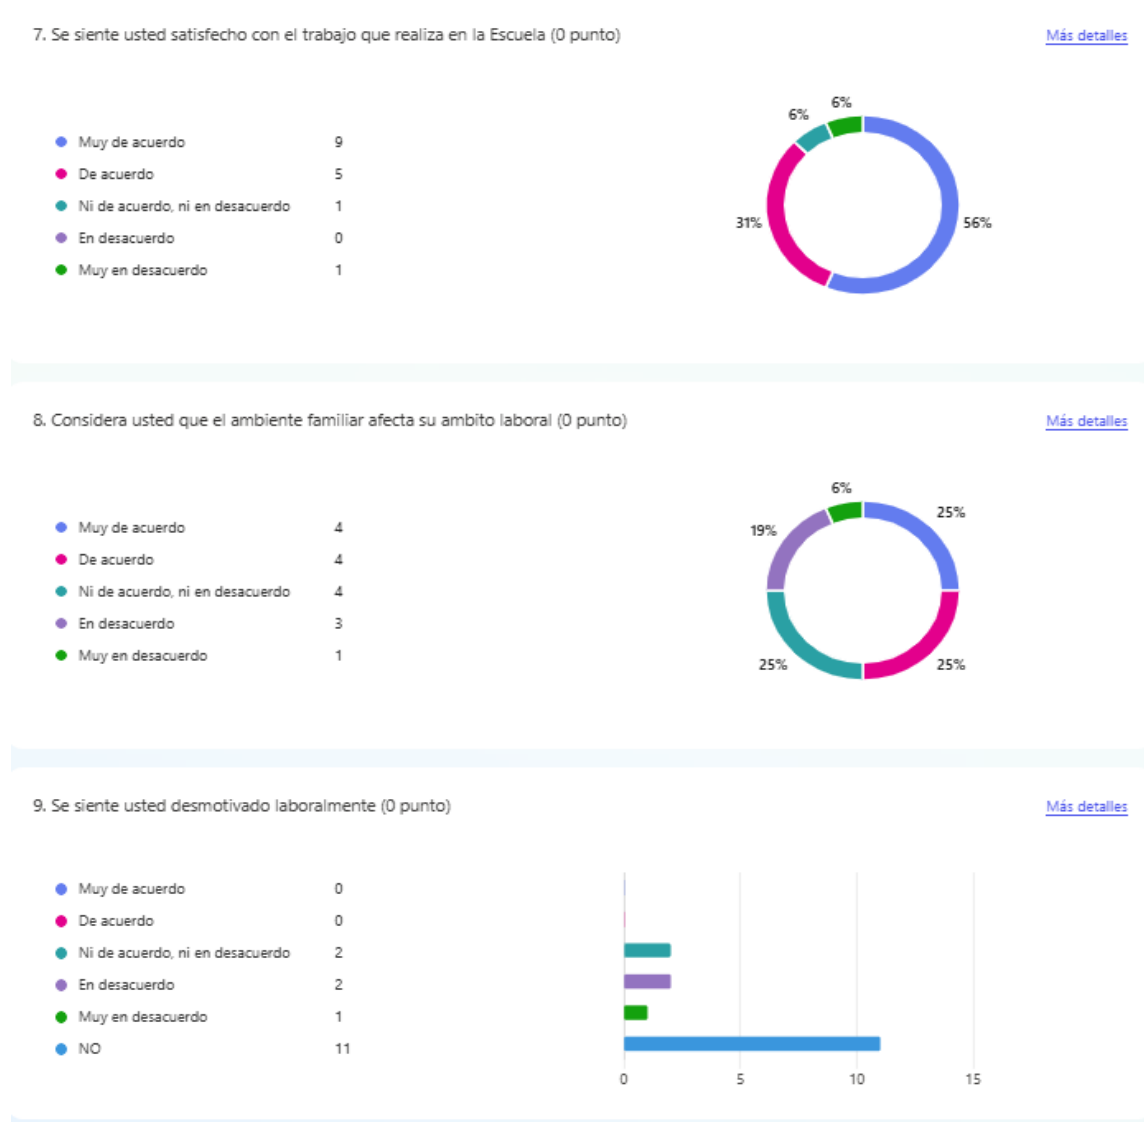 7. Se siente usted satisfecho con el trabajo que realiza en la Escuela (0 punto)
Más detalles
Muy de acuerdo 9
De acuerdo 5
Ni de acuerdo, ni en desacuerdo 1
En desacuerdo 0
Muy en desacuerdo 1
6%
6%
31%
56%
8. Considera usted que el ambiente familiar afecta su ambito laboral (0 punto)
Más detalles
Muy de acuerdo 4
De acuerdo 4
Ni de acuerdo, ni en desacuerdo 4
En desacuerdo 3
Muy en desacuerdo 1
6%
25%
19%
25%
25%
9. Se siente usted desmotivado laboralmente (0 punto)
Más detalles
Muy de acuerdo 0
De acuerdo 0
Ni de acuerdo, ni en desacuerdo 2
En desacuerdo 2
Muy en desacuerdo 1
NO 11
0 5 10 15